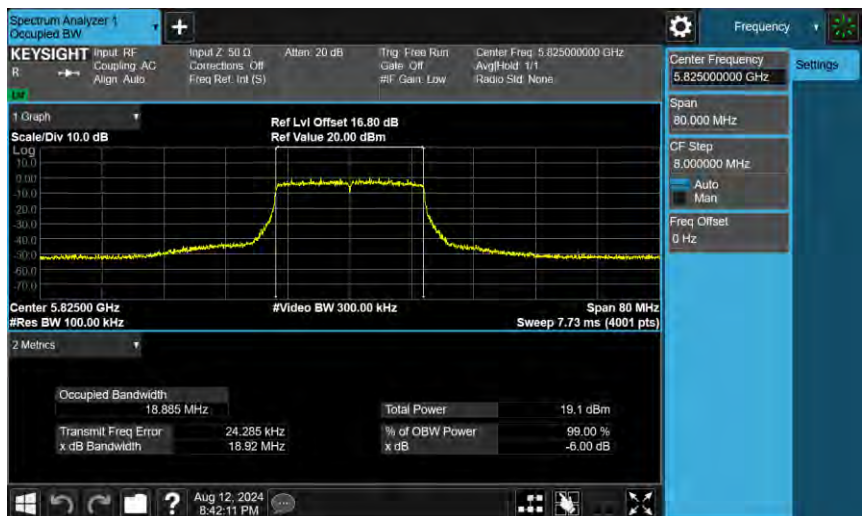 Spectrum Analyzer 1
Occupied BW
Frequency
KEYSIGHT
R
Input: RF
Coupling: AC
Align: Auto
Input Z: 50 Ω
Corrections: Off
Freq Ref: Int (S)
Atten: 20 dB
Trig: Free Run
Gate: Off
#IF Gain: Low
Center Freq: 5.825000000 GHz
Avg|Hold: 1/1
Radio Std: None
1 Graph
Scale/Div 10.0 dB
Ref Lvl Offset 16.80 dB
Ref Value 20.00 dBm
Log
10.0
0.00
-10.0
-20.0
-30.0
-40.0
-50.0
-60.0
-70.0
Center 5.82500 GHz
#Video BW 300.00 kHz
Span 80 MHz
#Res BW 100.00 kHz
Sweep 7.73 ms (4001 pts)
2 Metrics
Occupied Bandwidth
18.885 MHz
Total Power
19.1 dBm
Transmit Freq Error
24.285 kHz
% of OBW Power
99.00 %
x dB Bandwidth
18.92 MHz
x dB
-6.00 dB
Center Frequency
5.825000000 GHz
Settings
Span
80.000 MHz
CF Step
8.000000 MHz
Auto
Man
Freq Offset
0 Hz
?
Aug 12, 2024
8:42:11 PM